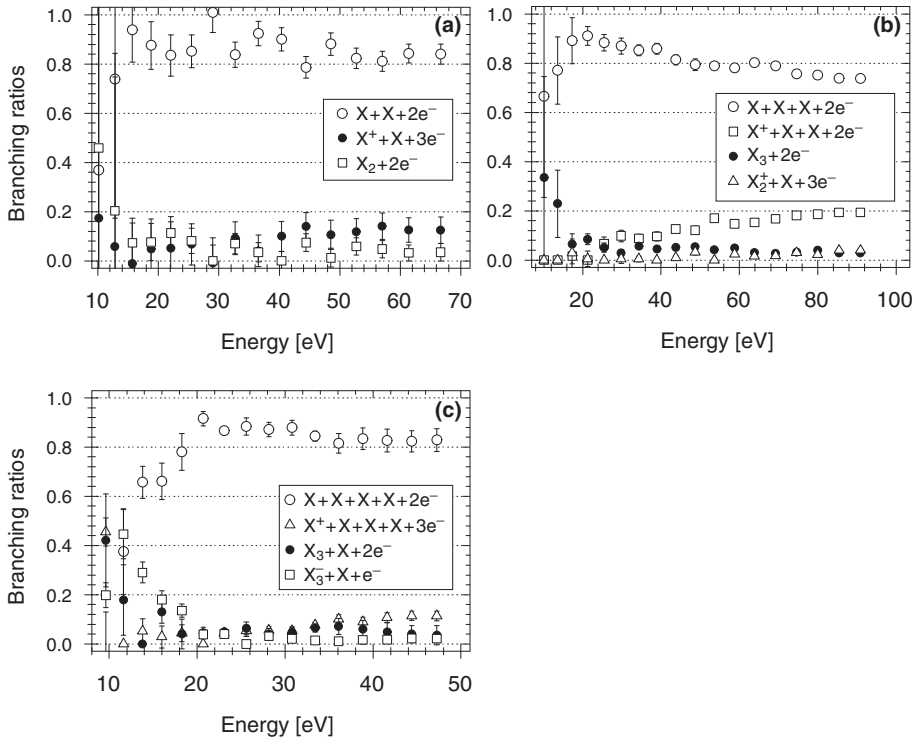 (a)
Branching ratios
1.0
0.8
0.6
0.4
0.2
0.0
X+X+2e⁻
X⁺+X+3e⁻
X₂+2e⁻
10 20 30 40 50 60 70
Energy [eV]
(b)
1.0
0.8
0.6
0.4
0.2
0.0
X+X+X+2e⁻
X⁺+X+X+2e⁻
X₃+2e⁻
X₂⁺+X+3e⁻
20 40 60 80 100
Energy [eV]
(c)
Branching ratios
1.0
0.8
0.6
0.4
0.2
0.0
X+X+X+X+2e⁻
X⁺+X+X+X+3e⁻
X₃+X+2e⁻
X₃⁻+X+e⁻
10 20 30 40 50
Energy [eV]